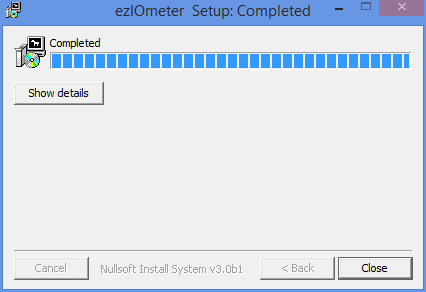 ezIOmeter  Setup: Completed
Completed
Show details
Cancel
Nullsoft Install System v3.0b1
< Back
Close